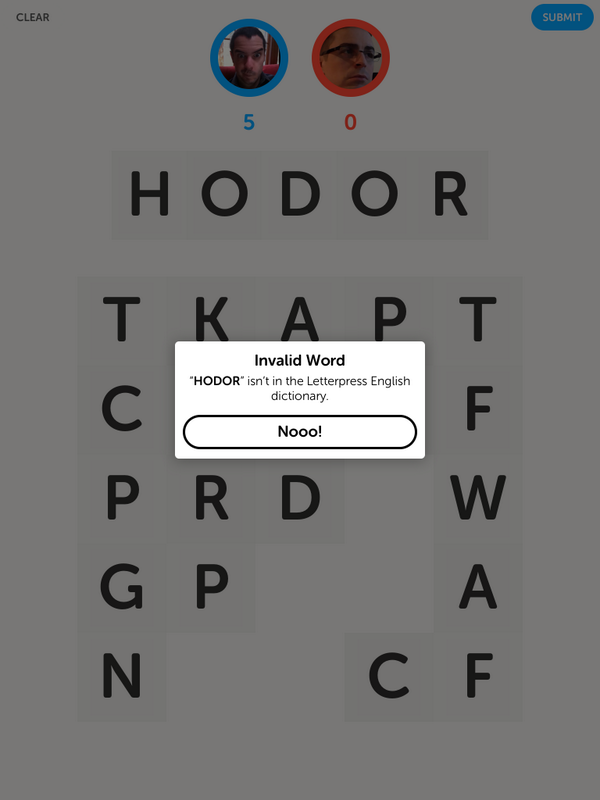 CLEAR
SUBMIT
5 0
H O D O R
T K A P T
Invalid Word
“HODOR” isn’t in the Letterpress English
dictionary.
Nooo!
C F
P R D W
G P A
N C F